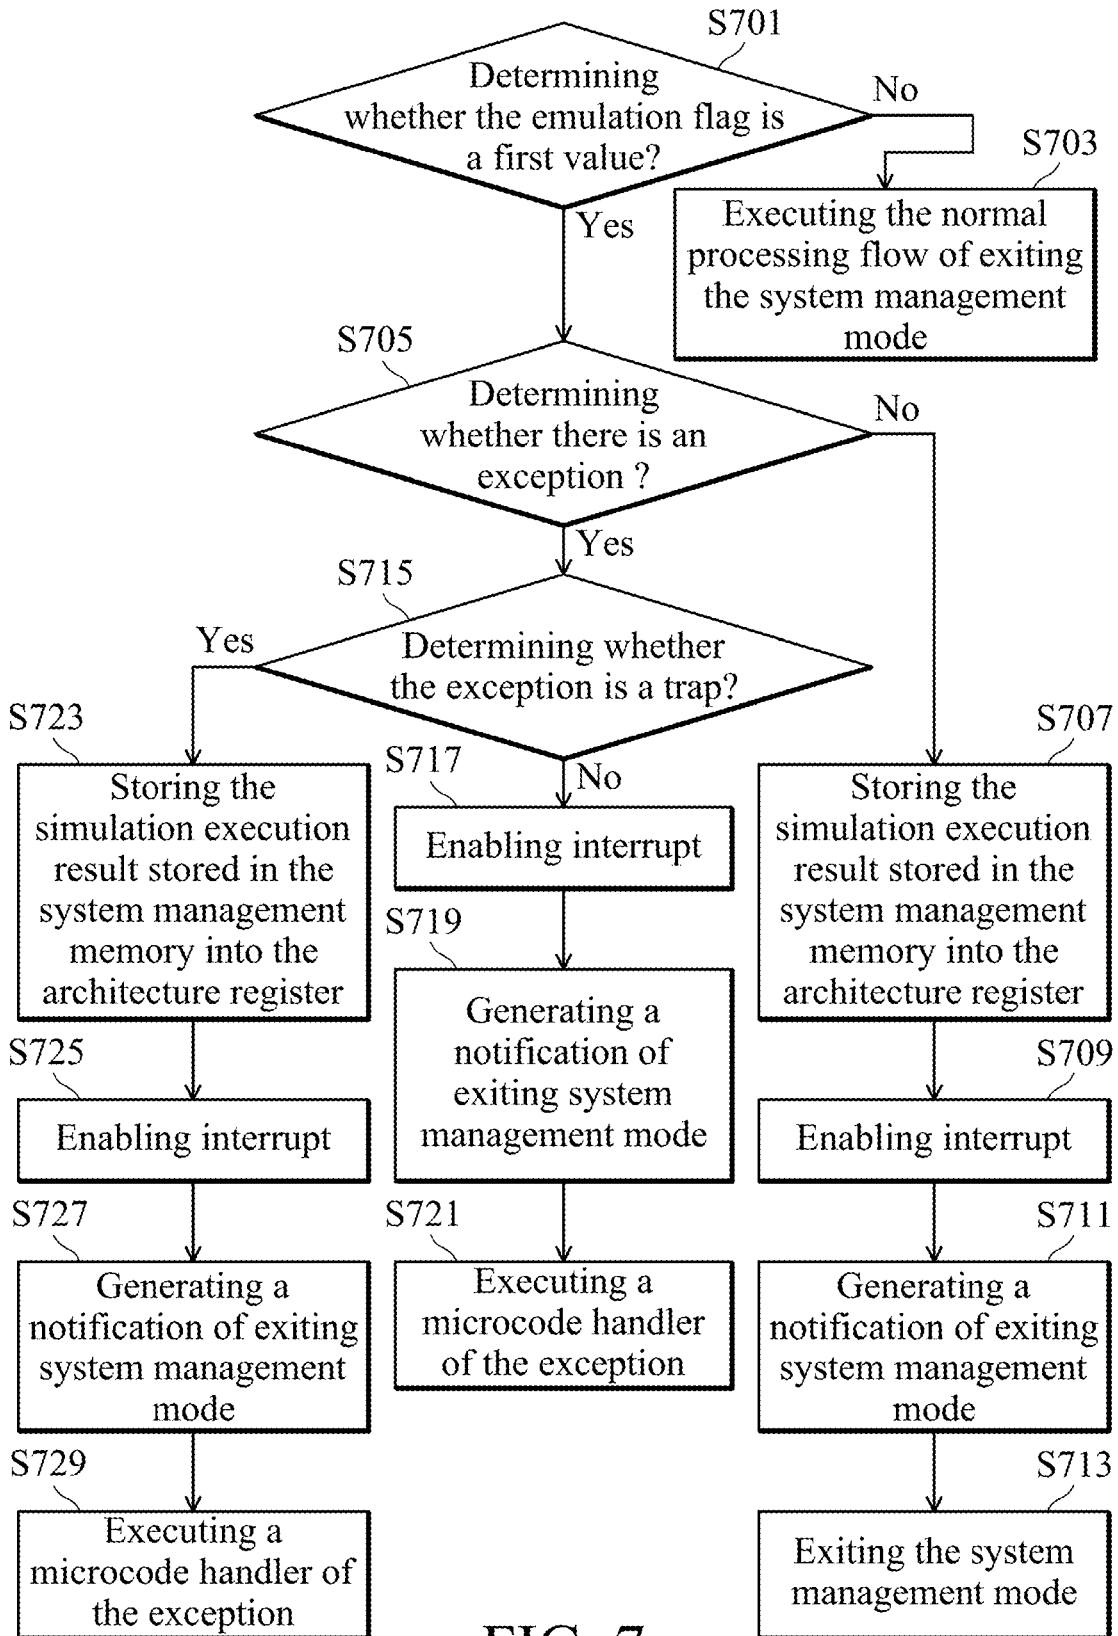 S701
Determining
whether the emulation flag is
a first value?
No
Yes
S703
Executing the normal
processing flow of exiting
the system management
mode
S705
Determining
whether there is an
exception ?
No
Yes
S715
Determining whether
the exception is a trap?
Yes
No
S723
Storing the
simulation execution
result stored in the
system management
memory into the
architecture register
S725
Enabling interrupt
S727
Generating a
notification of exiting
system management
mode
S729
Executing a
microcode handler of
the exception
S717
Enabling interrupt
S719
Generating a
notification of
exiting system
management mode
S721
Executing a
microcode handler
of the exception
S707
Storing the
simulation execution
result stored in the
system management
memory into the
architecture register
S709
Enabling interrupt
S711
Generating a
notification of exiting
system management
mode
S713
Exiting the system
management mode
FIG. 7